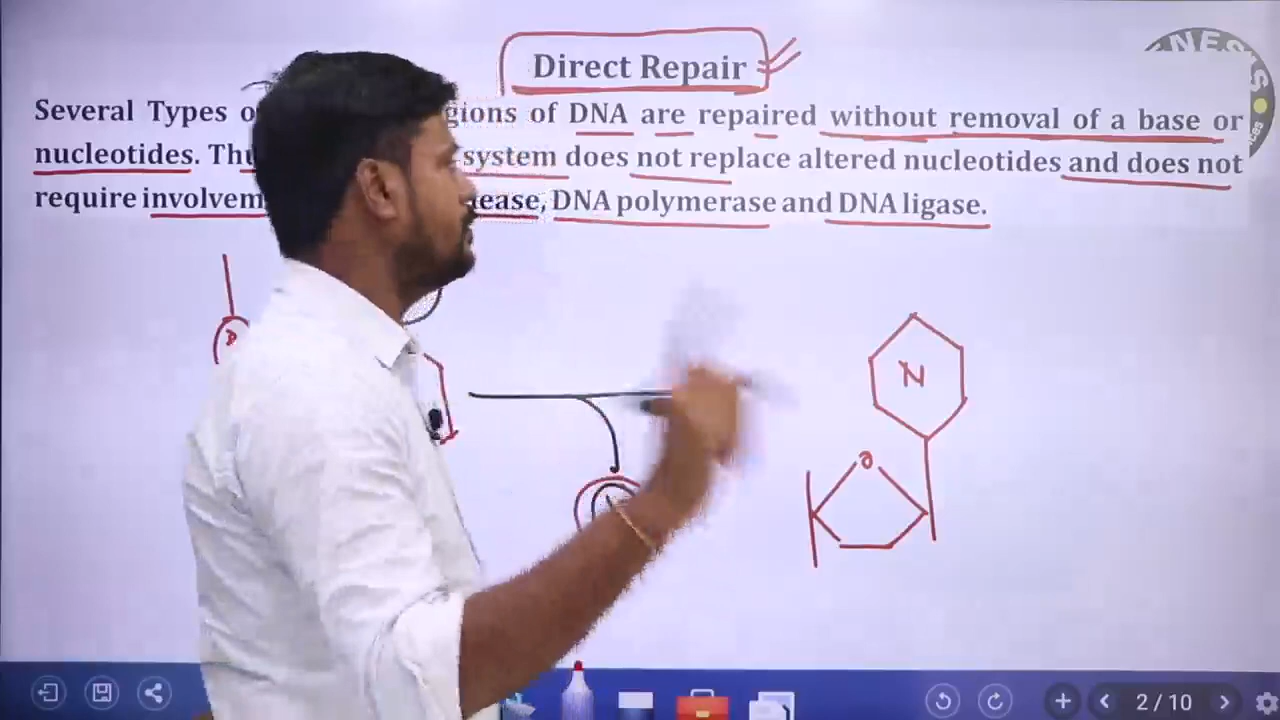 Direct Repair
Several Types o gions of DNA are repaired without removal of a base or
nucleotides. Thu system does not replace altered nucleotides and does not
require involvem lease, DNA polymerase and DNA ligase.
P
N
O
2 / 10